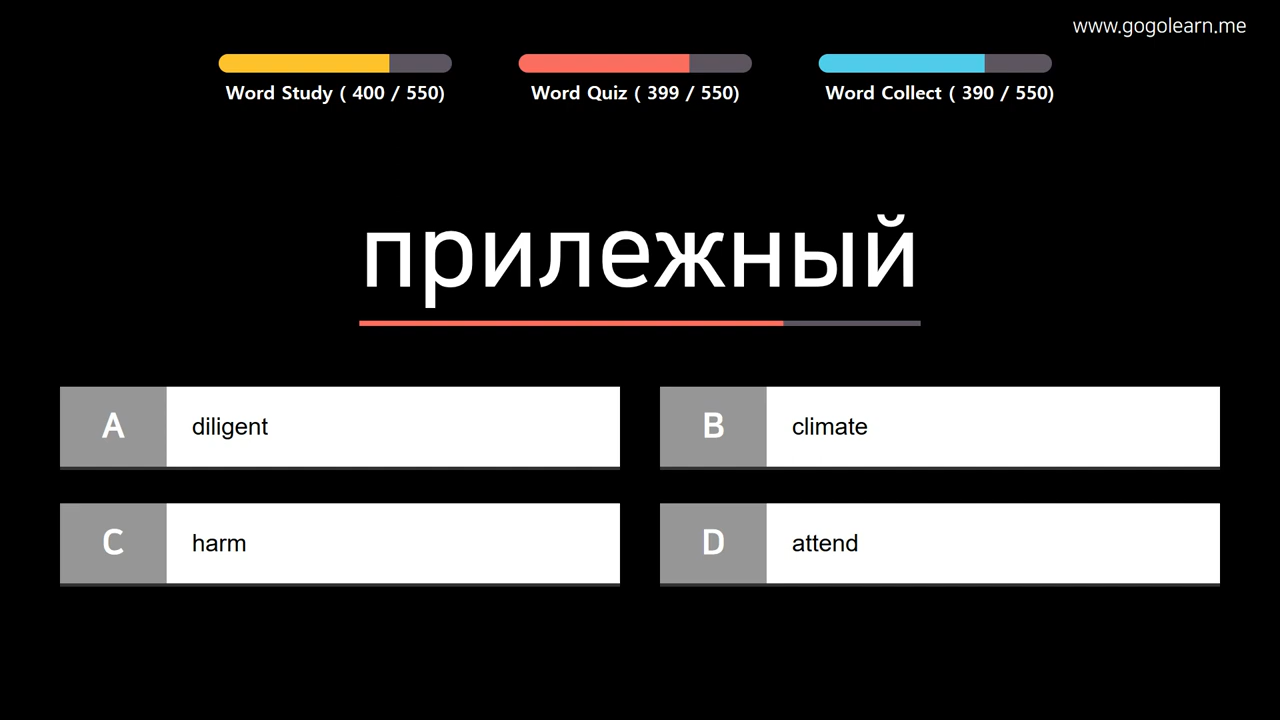 www.gogolearn.me
Word Study ( 400 / 550)
Word Quiz ( 399 / 550)
Word Collect ( 390 / 550)
прилежный
A diligent
B climate
C harm
D attend